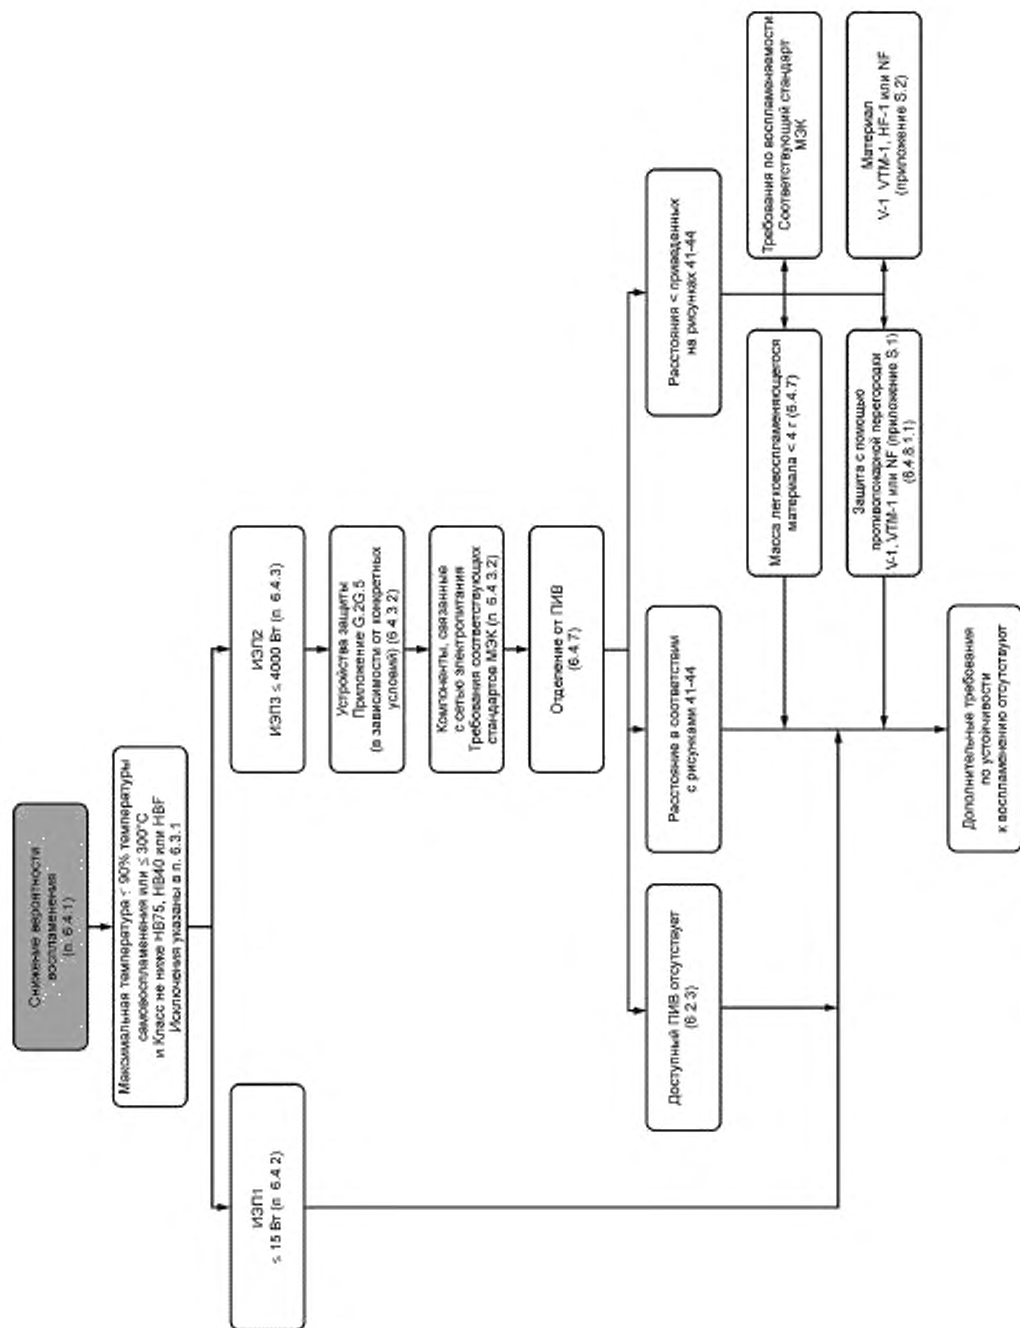 Снижение вероятности
воспламенения
(п. 6.4.1)
Максимальная температура ≤ 90% температуры
самовоспламенения или ≤ 300°C
и Класс не ниже HB75, HB40 или HBF
Исключения указаны в п. 6.3.1
ИЭП1
≤ 15 Вт (п. 6.4.2)
ИЭП2
ИЭП3 ≤ 4000 Вт (п. 6.4.3)
Устройства защиты
Приложение G.2G.5
(в зависимости от конкретных
условий) (6.4.3.2)
Компоненты, связанные
с сетью электропитания
Требования соответствующих
стандартов МЭК (п. 6.4.3.2)
Отделение от ПИВ
(6.4.7)
Доступный ПИВ отсутствует
(6.2.3)
Расстояние в соответствии
с рисунками 41-44
Расстояния < приведенных
на рисунках 41-44
Масса легковоспламеняющегося
материала < 4 г (6.4.7)
Требования по воспламеняемости
Соответствующий стандарт
МЭК
Защита с помощью
противопожарной перегородки
V-1, VTM-1 или NF (приложение S.1)
(6.4.8.1.1)
Материал
V-1, VTM-1, HF-1 или NF
(приложение S.2)
Дополнительные требования
по устойчивости
к воспламенению отсутствуют